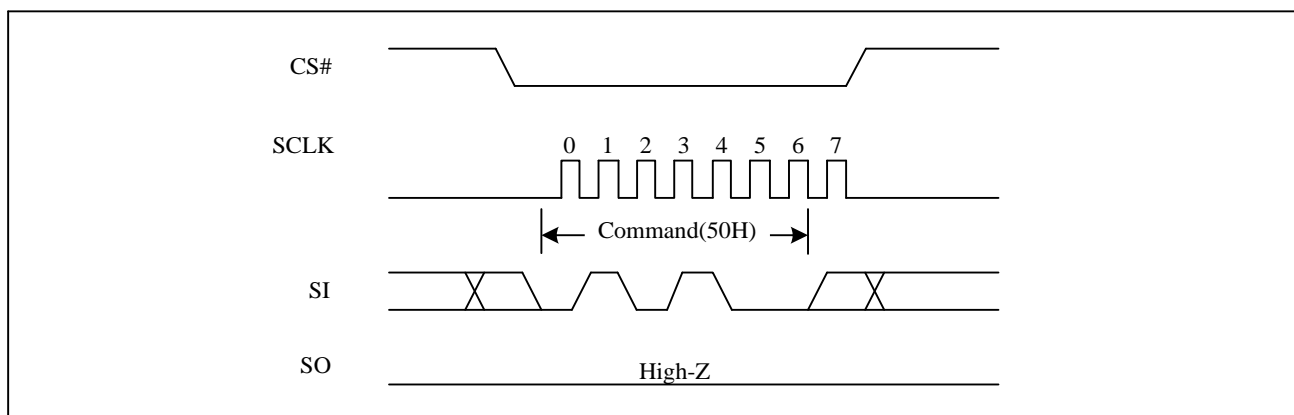 CS#
SCLK
0 1 2 3 4 5 6 7
Command(50H)
SI
SO
High-Z